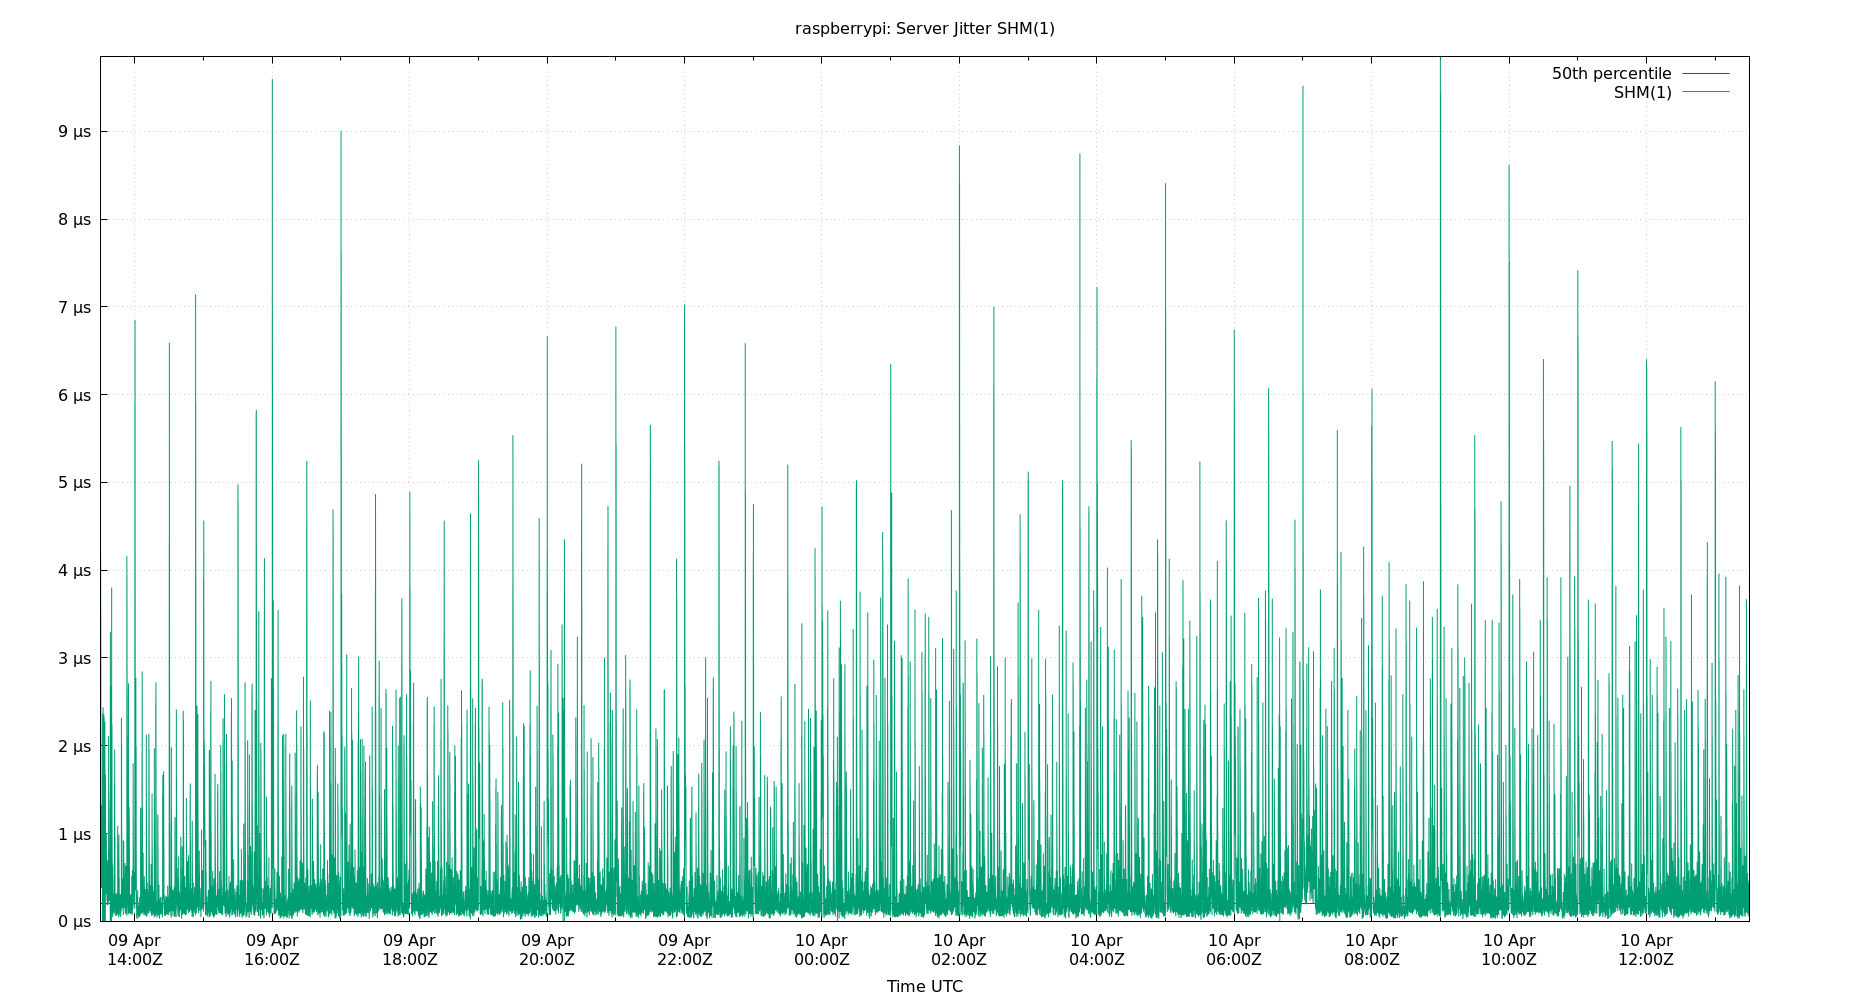 raspberrypi: Server Jitter SHM(1)
50th percentile
SHM(1)
9 µs
8 µs
7 µs
6 µs
5 µs
4 µs
3 µs
2 µs
1 µs
0 µs
09 Apr 09 Apr 09 Apr 09 Apr 09 Apr 10 Apr 10 Apr 10 Apr 10 Apr 10 Apr 10 Apr 10 Apr
14:00Z 16:00Z 18:00Z 20:00Z 22:00Z 00:00Z 02:00Z 04:00Z 06:00Z 08:00Z 10:00Z 12:00Z
Time UTC